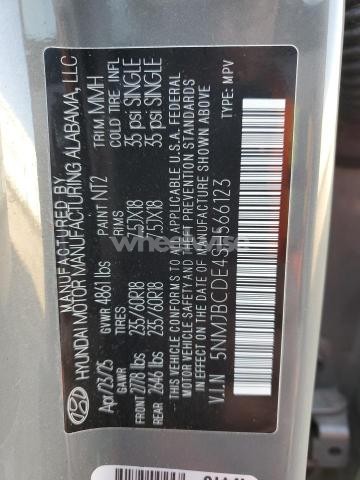 MANUFACTURED BY
HYUNDAI MOTOR MANUFACTURING ALABAMA, LLC
Apr/23/25 GVWR 4861 lbs PAINT NT2 TRIM MMH
GAWR TIRES RIMS COLD TIRE INFL
FRONT 2778 lbs 235/60R18 7.5JX18 35 psi SINGLE
REAR 2646 lbs 235/60R18 7.5JX18 35 psi SINGLE
THIS VEHICLE CONFORMS TO ALL APPLICABLE U.S.A. FEDERAL
MOTOR VEHICLE SAFETY AND THEFT PREVENTION STANDARDS
IN EFFECT ON THE DATE OF MANUFACTURE SHOWN ABOVE.
V.I.N 5NMJBCDE4SH566123 TYPE: MPV
wheelership